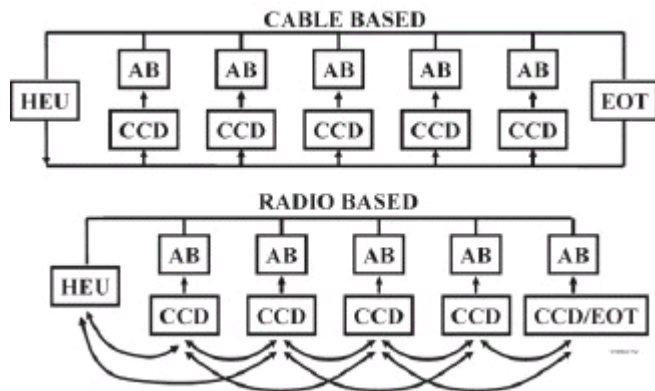 CABLE BASED
AB AB AB AB AB
HEU EOT
CCD CCD CCD CCD CCD
RADIO BASED
AB AB AB AB AB
HEU
CCD CCD CCD CCD CCD/EOT